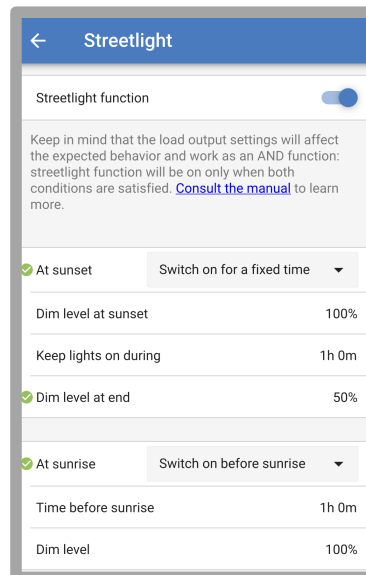 Streetlight
Streetlight function
Keep in mind that the load output settings will affect
the expected behavior and work as an AND function:
streetlight function will be on only when both
conditions are satisfied. Consult the manual to learn
more.
At sunset Switch on for a fixed time
Dim level at sunset 100%
Keep lights on during 1h 0m
Dim level at end 50%
At sunrise Switch on before sunrise
Time before sunrise 1h 0m
Dim level 100%